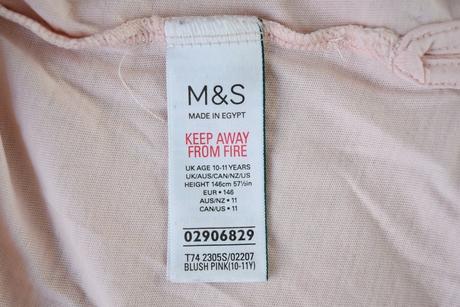 M&S
MADE IN EGYPT
KEEP AWAY
FROM FIRE
UK AGE 10-11 YEARS
UK/AUS/CAN/NZ/US
HEIGHT 146cm 57½in
EUR • 146
AUS/NZ • 11
CAN/US • 11
02906829
T74 2305S/02207
BLUSH PINK(10-11Y)